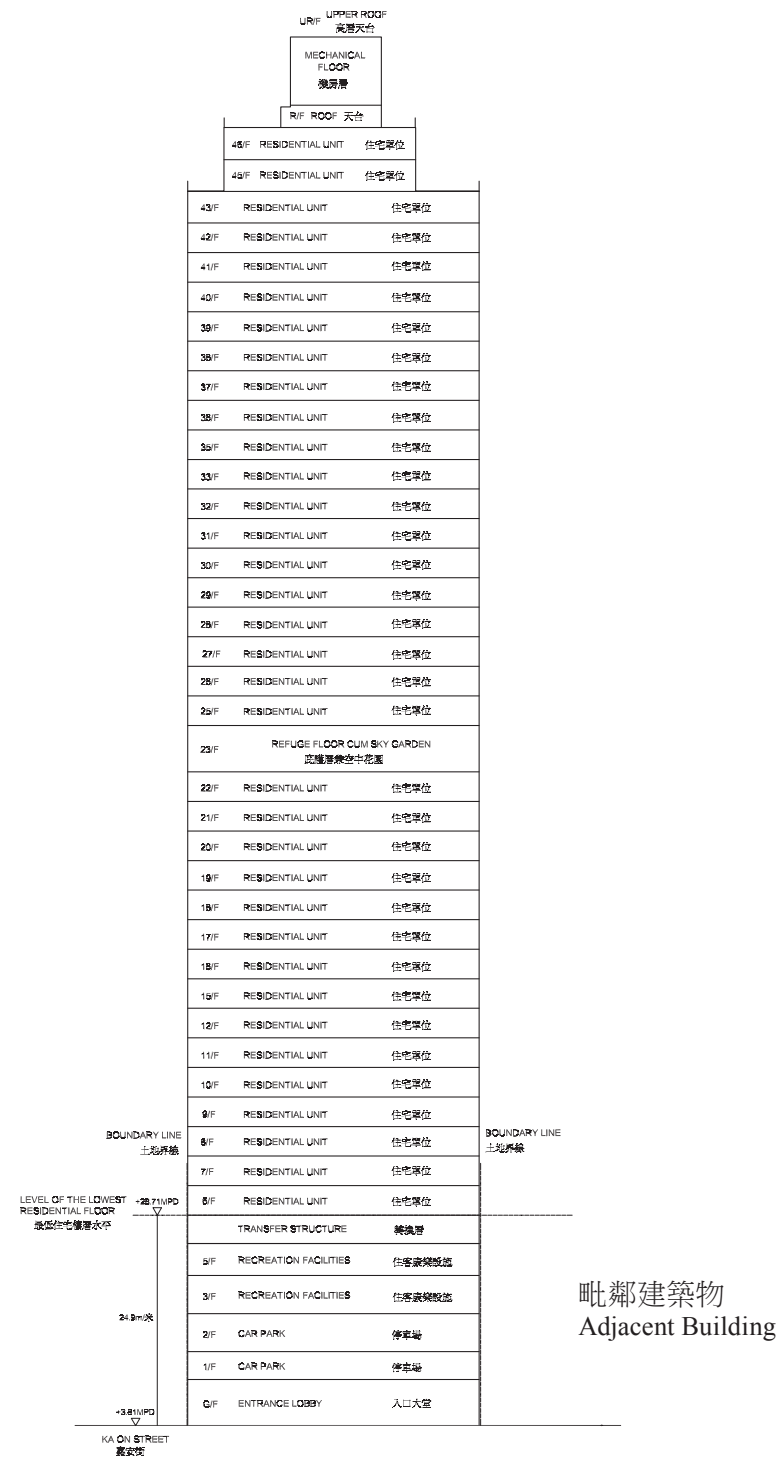 UR/F UPPER ROOF
高層天台
MECHANICAL
FLOOR
機房層
R/F ROOF 天台
46/F RESIDENTIAL UNIT 住宅單位
45/F RESIDENTIAL UNIT 住宅單位
43/F RESIDENTIAL UNIT 住宅單位
42/F RESIDENTIAL UNIT 住宅單位
41/F RESIDENTIAL UNIT 住宅單位
40/F RESIDENTIAL UNIT 住宅單位
39/F RESIDENTIAL UNIT 住宅單位
38/F RESIDENTIAL UNIT 住宅單位
37/F RESIDENTIAL UNIT 住宅單位
36/F RESIDENTIAL UNIT 住宅單位
35/F RESIDENTIAL UNIT 住宅單位
33/F RESIDENTIAL UNIT 住宅單位
32/F RESIDENTIAL UNIT 住宅單位
31/F RESIDENTIAL UNIT 住宅單位
30/F RESIDENTIAL UNIT 住宅單位
29/F RESIDENTIAL UNIT 住宅單位
28/F RESIDENTIAL UNIT 住宅單位
27/F RESIDENTIAL UNIT 住宅單位
26/F RESIDENTIAL UNIT 住宅單位
25/F RESIDENTIAL UNIT 住宅單位
23/F REFUGE FLOOR CUM SKY GARDEN
庇護層兼空中花園
22/F RESIDENTIAL UNIT 住宅單位
21/F RESIDENTIAL UNIT 住宅單位
20/F RESIDENTIAL UNIT 住宅單位
19/F RESIDENTIAL UNIT 住宅單位
18/F RESIDENTIAL UNIT 住宅單位
17/F RESIDENTIAL UNIT 住宅單位
16/F RESIDENTIAL UNIT 住宅單位
15/F RESIDENTIAL UNIT 住宅單位
12/F RESIDENTIAL UNIT 住宅單位
11/F RESIDENTIAL UNIT 住宅單位
10/F RESIDENTIAL UNIT 住宅單位
9/F RESIDENTIAL UNIT 住宅單位
BOUNDARY LINE
土地界線
8/F RESIDENTIAL UNIT 住宅單位
BOUNDARY LINE
土地界線
7/F RESIDENTIAL UNIT 住宅單位
6/F RESIDENTIAL UNIT 住宅單位
LEVEL OF THE LOWEST
RESIDENTIAL FLOOR
最低住宅樓層水平
+28.71MPD
TRANSFER STRUCTURE 轉換層
5/F RECREATION FACILITIES 住客康樂設施
3/F RECREATION FACILITIES 住客康樂設施
24.9m/米
2/F CAR PARK 停車場
1/F CAR PARK 停車場
G/F ENTRANCE LOBBY 入口大堂
+3.81MPD
KA ON STREET
嘉安街
毗鄰建築物
Adjacent Building